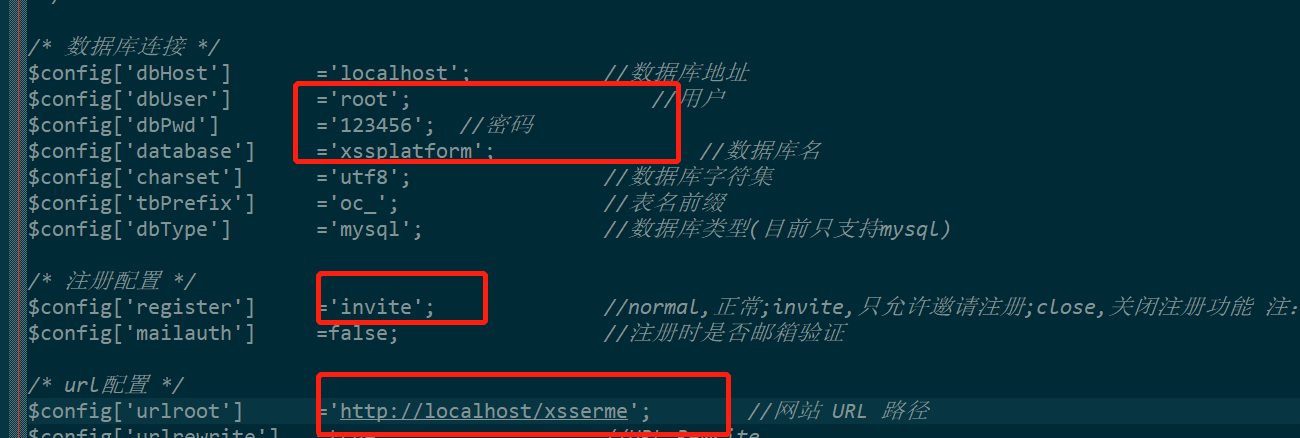 */
/* 数据库连接 */
$config['dbHost'] ='localhost'; //数据库地址
$config['dbUser'] ='root'; //用户
$config['dbPwd'] ='123456'; //密码
$config['database'] ='xssplatform'; //数据库名
$config['charset'] ='utf8'; //数据库字符集
$config['tbPrefix'] ='oc_'; //表名前缀
$config['dbType'] ='mysql'; //数据库类型(目前只支持mysql)
/* 注册配置 */
$config['register'] ='invite'; //normal,正常;invite,只允许邀请注册;close,关闭注册功能 注:
$config['mailauth'] =false; //注册时是否邮箱验证
/* url配置 */
$config['urlroot'] ='http://localhost/xsserme'; //网站 URL 路径
$config['urlrewrite'] =true //URL Rewrite